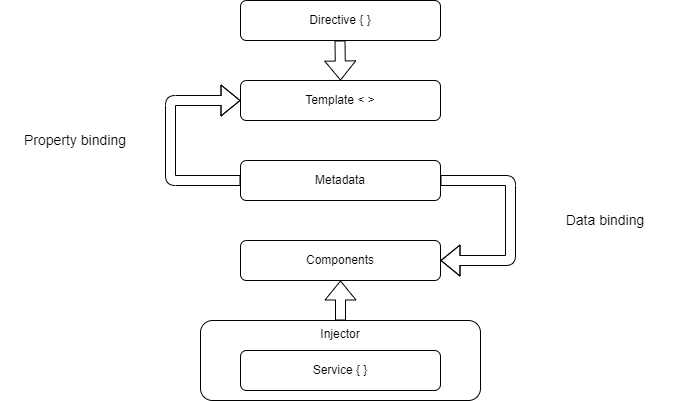 Directive { }
Template < >
Property binding
Metadata
Data binding
Components
Injector
Service { }